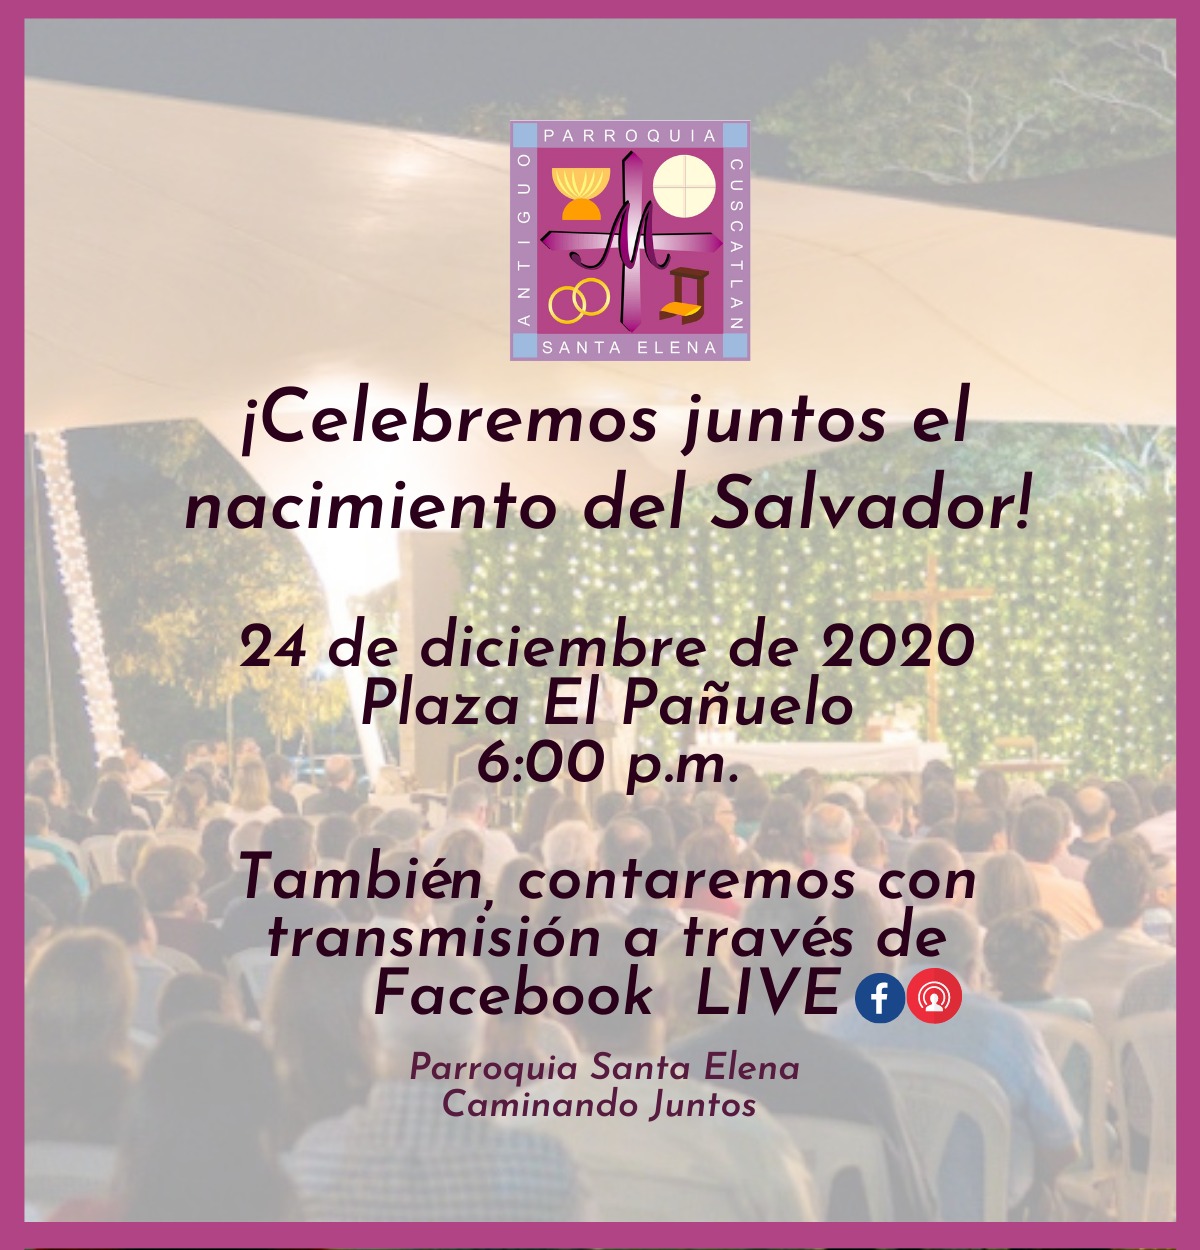 PARROQUIA
ANTIGUO
CUSCATLAN
M
SANTA ELENA
¡Celebremos juntos el
nacimiento del Salvador!
24 de diciembre de 2020
Plaza El Pañuelo
6:00 p.m.
También, contaremos con
transmisión a través de
Facebook LIVE
Parroquia Santa Elena
Caminando Juntos